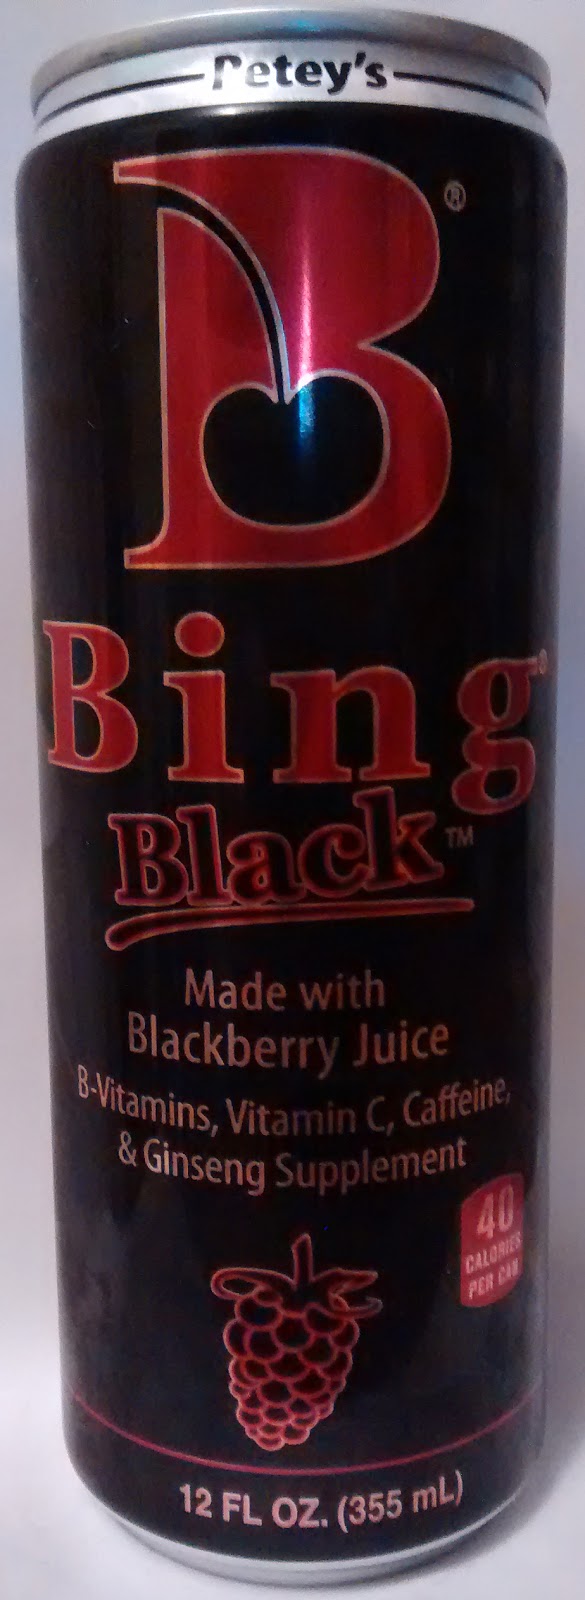 Petey's
B®
Bing®
Black™
Made with
Blackberry Juice
B-Vitamins, Vitamin C, Caffeine,
& Ginseng Supplement
40
CALORIES
PER CAN
12 FL OZ. (355 mL)